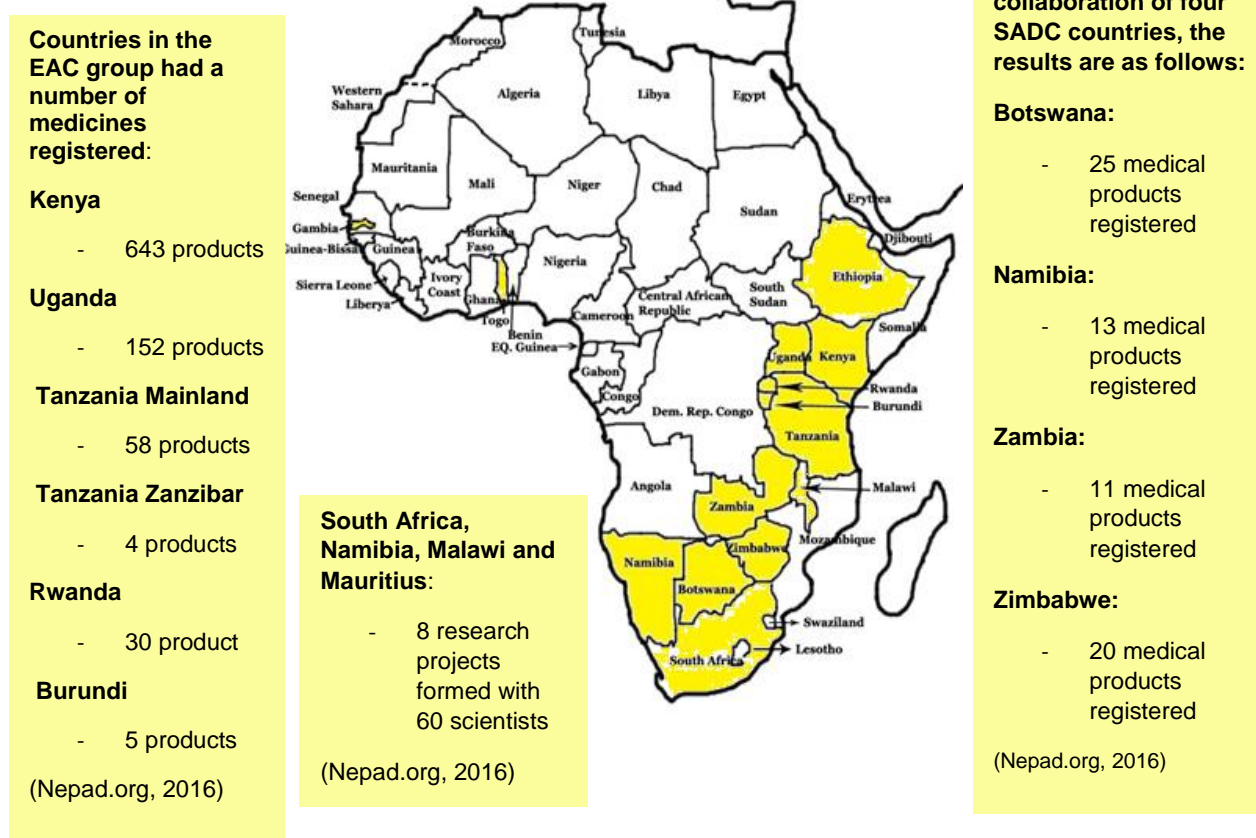 Countries in the
EAC group had a
number of
medicines
registered:
Kenya
- 643 products
Uganda
- 152 products
Tanzania Mainland
- 58 products
Tanzania Zanzibar
- 4 products
Rwanda
- 30 product
Burundi
- 5 products
(Nepad.org, 2016)
South Africa,
Namibia, Malawi and
Mauritius:
- 8 research
projects
formed with
60 scientists
(Nepad.org, 2016)
Morocco
Tunesia
Western
Sahara
Algeria
Libya
Egypt
Mauritania
Mali
Niger
Chad
Sudan
Erytrea
Senegal
Gambia
Guinea-Bissau
Guinea
Burkina
Faso
Nigeria
Djibouti
Ethiopia
Sierra Leone
Liberya
Ivory
Coast
Ghana
Togo
Benin
EQ. Guinea
Cameroon
Central African
Republic
South
Sudan
Somalia
Uganda
Kenya
Gabon
Congo
Dem. Rep. Congo
Rwanda
Burundi
Tanzania
Angola
Zambia
Malawi
Mozambique
Zimbabwe
Namibia
Botswana
Swaziland
South Africa
Lesotho
collaboration of four
SADC countries, the
results are as follows:
Botswana:
- 25 medical
products
registered
Namibia:
- 13 medical
products
registered
Zambia:
- 11 medical
products
registered
Zimbabwe:
- 20 medical
products
registered
(Nepad.org, 2016)